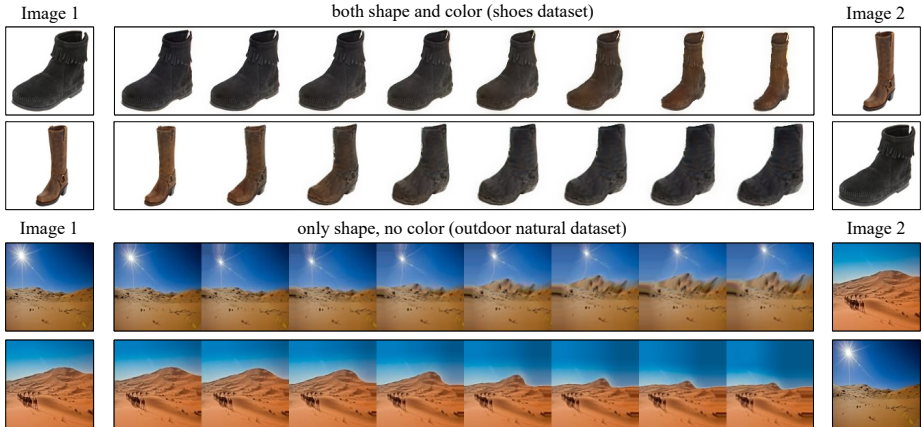 Image 1
both shape and color (shoes dataset)
Image 2
Image 1
only shape, no color (outdoor natural dataset)
Image 2